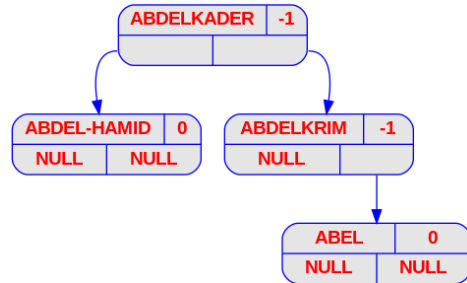 ABDELKADER -1
ABDEL-HAMID 0
NULL NULL
ABDELKRIM -1
NULL
ABEL 0
NULL NULL